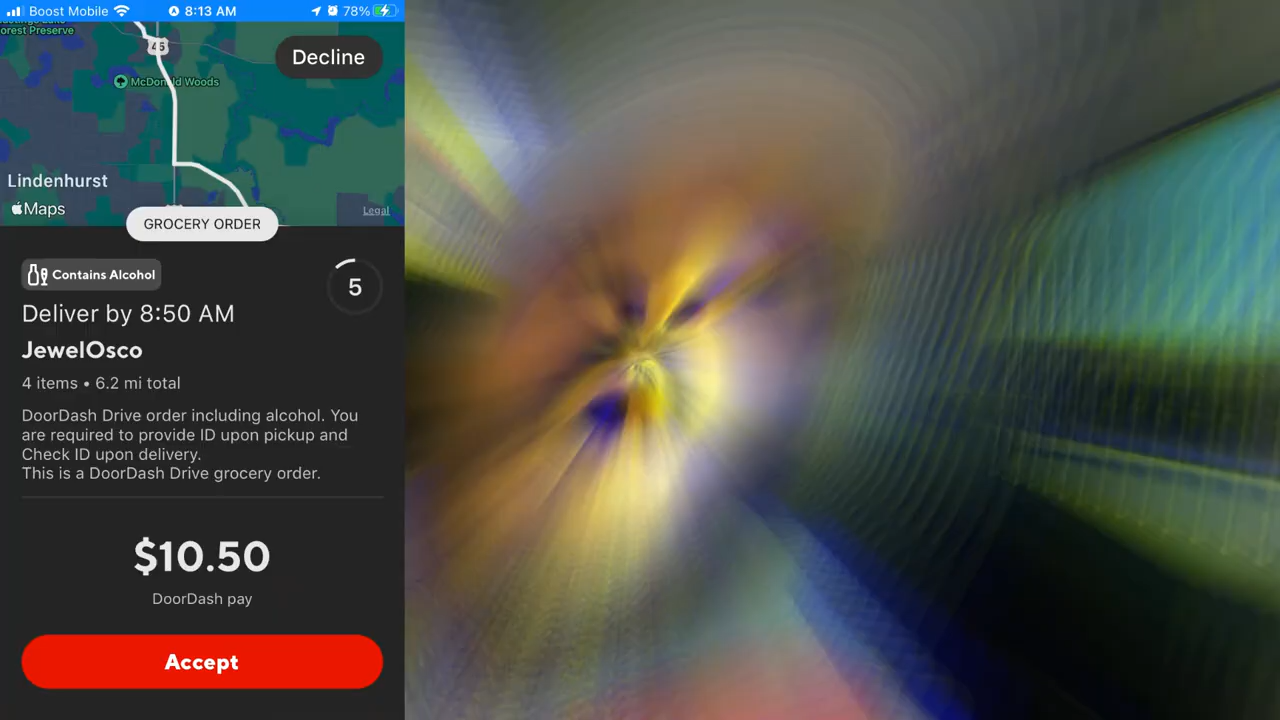 Boost Mobile 8:13 AM 78%
orest Preserve
45
Decline
McDonald Woods
Lindenhurst
Maps
Legal
GROCERY ORDER
Contains Alcohol
5
Deliver by 8:50 AM
JewelOsco
4 items • 6.2 mi total
DoorDash Drive order including alcohol. You
are required to provide ID upon pickup and
Check ID upon delivery.
This is a DoorDash Drive grocery order.
$10.50
DoorDash pay
Accept